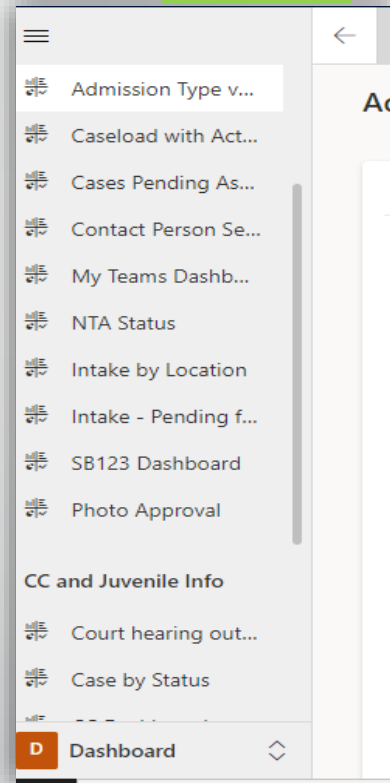 Admission Type v...
Caseload with Act...
Cases Pending As...
Contact Person Se...
My Teams Dashb...
NTA Status
Intake by Location
Intake - Pending f...
SB123 Dashboard
Photo Approval
CC and Juvenile Info
Court hearing out...
Case by Status
D Dashboard